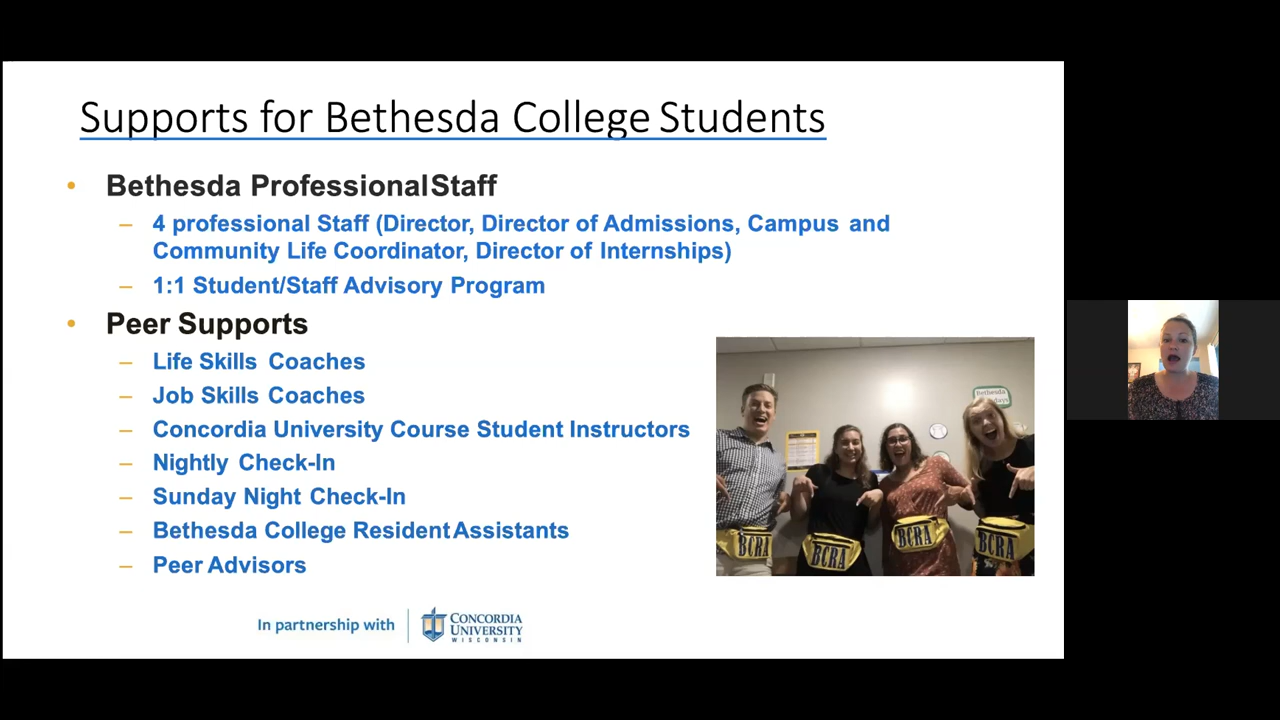 Supports for Bethesda College Students
• Bethesda Professional Staff
– 4 professional Staff (Director, Director of Admissions, Campus and
Community Life Coordinator, Director of Internships)
– 1:1 Student/Staff Advisory Program
• Peer Supports
– Life Skills Coaches
– Job Skills Coaches
– Concordia University Course Student Instructors
– Nightly Check-In
– Sunday Night Check-In
– Bethesda College Resident Assistants
– Peer Advisors
Bethesda
BCRA
BCRA
BCRA
BCRA
In partnership with
CONCORDIA
UNIVERSITY
WISCONSIN